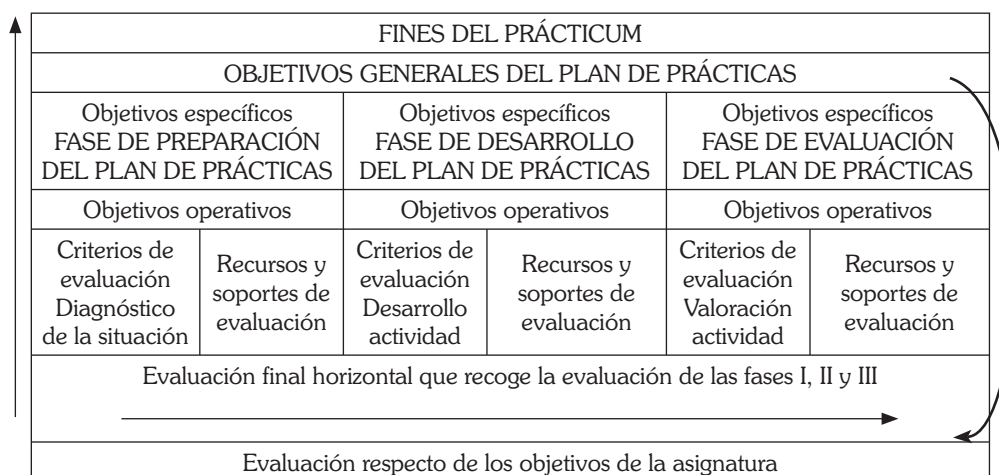 FINES DEL PRÁCTICUM
OBJETIVOS GENERALES DEL PLAN DE PRÁCTICAS
Objetivos específicos
FASE DE PREPARACIÓN
DEL PLAN DE PRÁCTICAS
Objetivos específicos
FASE DE DESARROLLO
DEL PLAN DE PRÁCTICAS
Objetivos específicos
FASE DE EVALUACIÓN
DEL PLAN DE PRÁCTICAS
Objetivos operativos
Objetivos operativos
Objetivos operativos
Criterios de
evaluación
Diagnóstico
de la situación
Recursos y
soportes de
evaluación
Criterios de
evaluación
Desarrollo
actividad
Recursos y
soportes de
evaluación
Criterios de
evaluación
Valoración
actividad
Recursos y
soportes de
evaluación
Evaluación final horizontal que recoge la evaluación de las fases I, II y III
Evaluación respecto de los objetivos de la asignatura